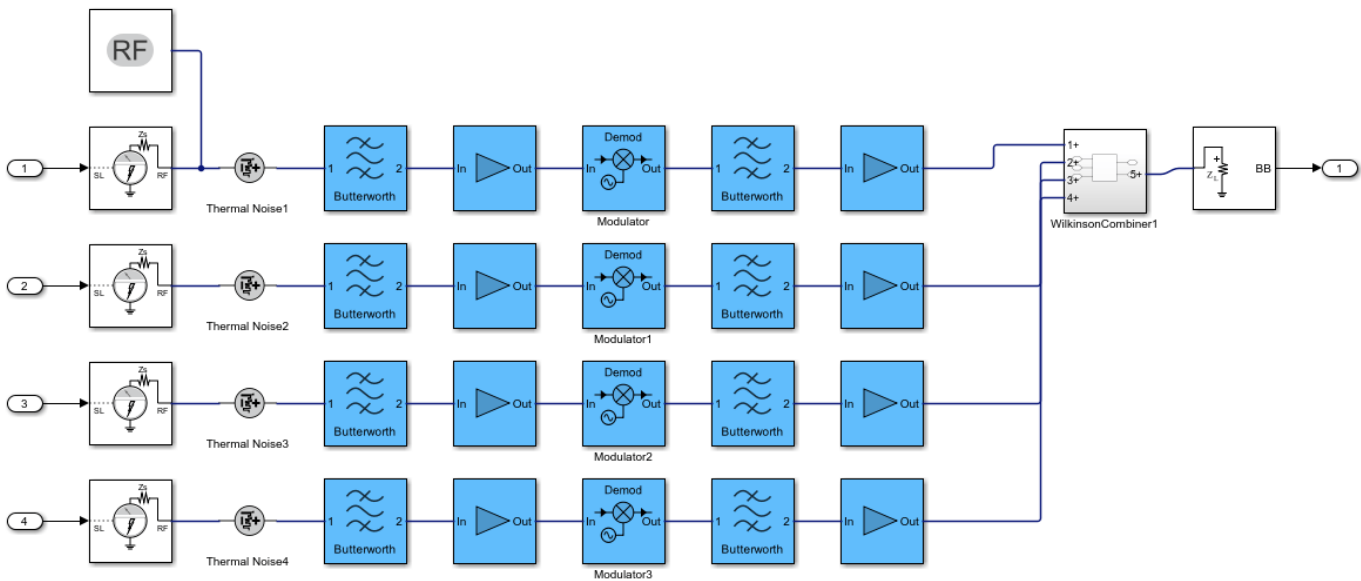 RF
1 SL Zs RF Thermal Noise1 1 Butterworth 2 In Out Demod In Out Modulator 1 Butterworth 2 In Out
1+
2+
3+
4+
5+
WilkinsonCombiner1
+ ZL BB 1
2 SL Zs RF Thermal Noise2 1 Butterworth 2 In Out Demod In Out Modulator1 1 Butterworth 2 In Out
3 SL Zs RF Thermal Noise3 1 Butterworth 2 In Out Demod In Out Modulator2 1 Butterworth 2 In Out
4 SL Zs RF Thermal Noise4 1 Butterworth 2 In Out Demod In Out Modulator3 1 Butterworth 2 In Out